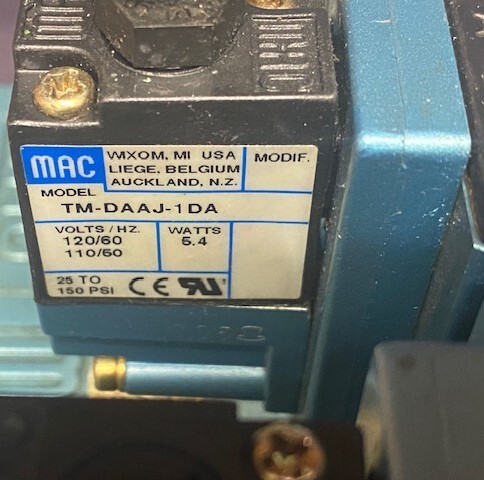 MAC
WIXOM, MI USA
LIEGE, BELGIUM
AUCKLAND, N.Z.
MODIF.
MODEL
TM-DAAJ-1DA
VOLTS / HZ.
120/60
110/50
WATTS
5.4
25 TO
150 PSI
CE